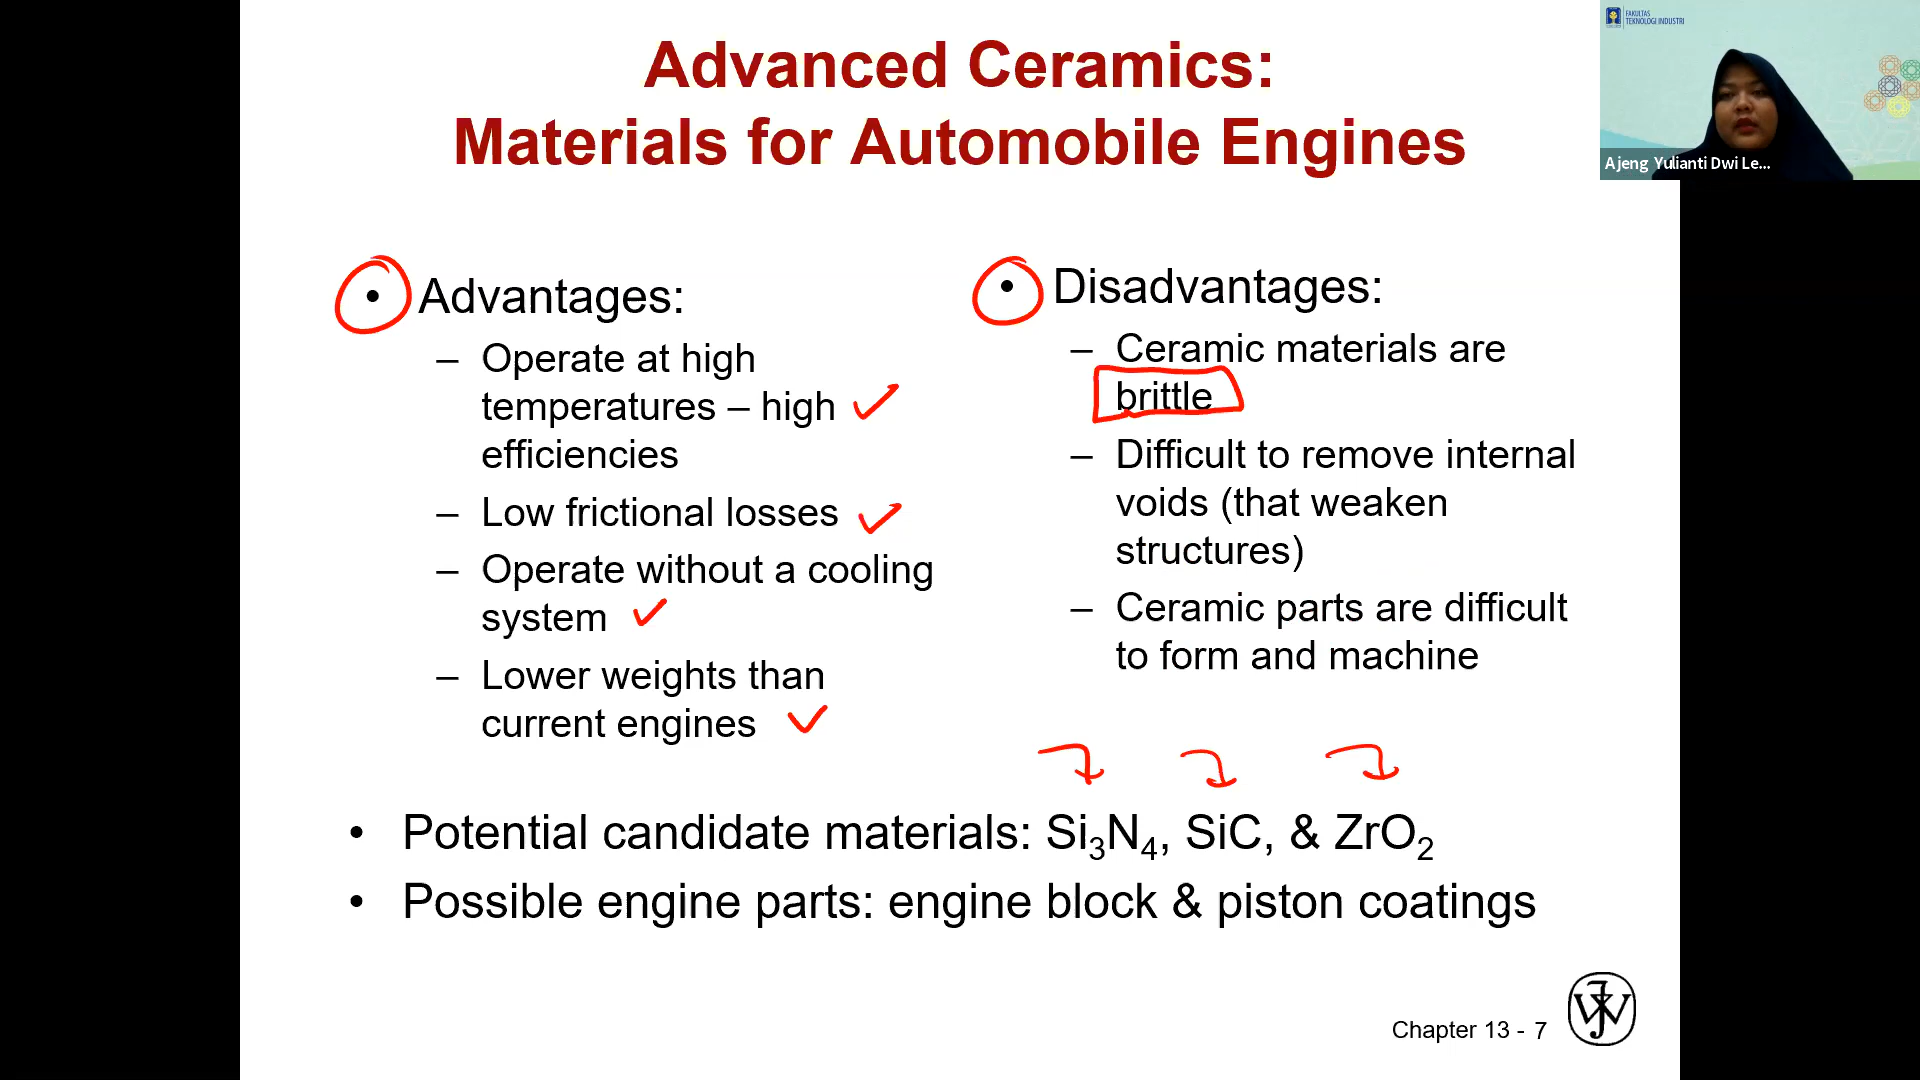 Advanced Ceramics:
Materials for Automobile Engines
FAKULTAS
TEKNOLOGI INDUSTRI
Ajeng Yulianti Dwi Le...
• Advantages:
– Operate at high
temperatures – high
efficiencies
– Low frictional losses
– Operate without a cooling
system
– Lower weights than
current engines
• Disadvantages:
– Ceramic materials are
brittle
– Difficult to remove internal
voids (that weaken
structures)
– Ceramic parts are difficult
to form and machine
• Potential candidate materials: Si₃N₄, SiC, & ZrO₂
• Possible engine parts: engine block & piston coatings
Chapter 13 - 7